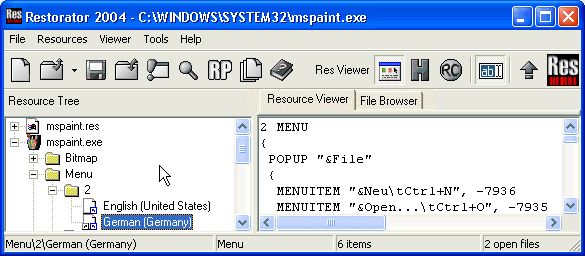 Restorator 2004 - C:\WINDOWS\SYSTEM32\mspaint.exe
Res
File Resources Viewer Tools Help
RP Res Viewer H RC ab Res
Resource Tree
Resource Viewer File Browser
mspaint.res
mspaint.exe
Bitmap
Menu
2
English (United States)
German (Germany)
2 MENU
{
POPUP "&File"
{
MENUITEM "&Neu\tCtrl+N", -7936
MENUITEM "&Open...\tCtrl+O", -7935
Menu\2\German (Germany) Menu 6 items 2 open files